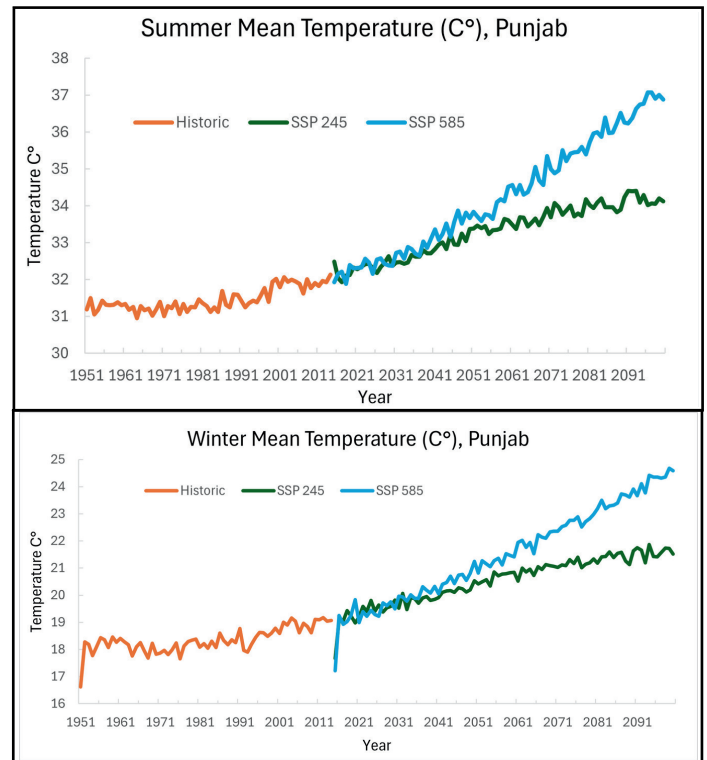 Summer Mean Temperature (C°), Punjab
38
37
36
35
34
33
32
31
30
Temperature C°
Historic SSP 245 SSP 585
1951 1961 1971 1981 1991 2001 2011 2021 2031 2041 2051 2061 2071 2081 2091
Year
Winter Mean Temperature (C°), Punjab
25
24
23
22
21
20
19
18
17
16
Temperature C°
Historic SSP 245 SSP 585
1951 1961 1971 1981 1991 2001 2011 2021 2031 2041 2051 2061 2071 2081 2091
Year